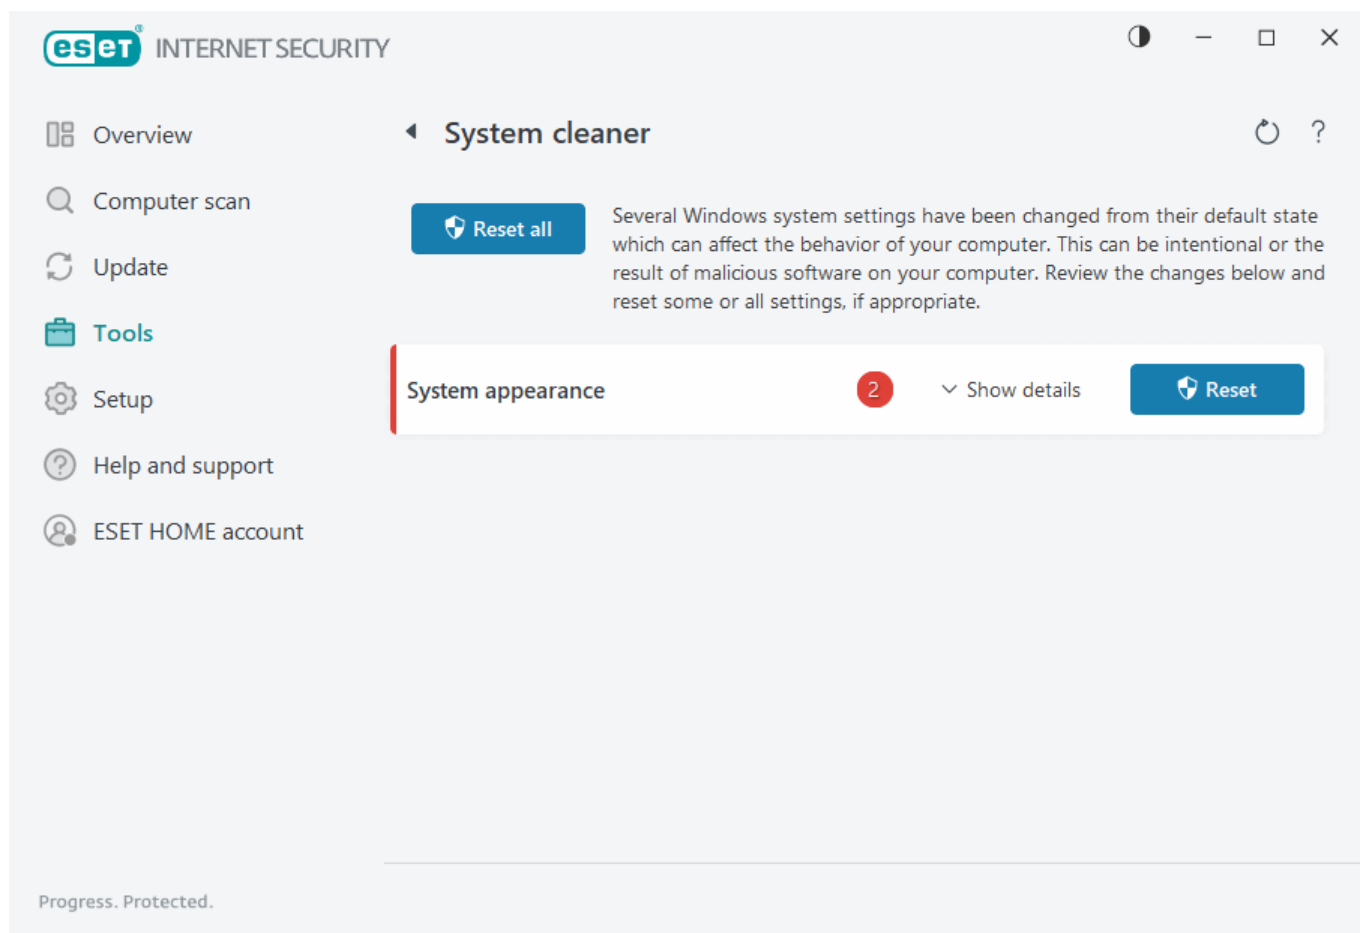 eset® INTERNET SECURITY
Overview
Computer scan
Update
Tools
Setup
Help and support
ESET HOME account
System cleaner
?
Reset all
Several Windows system settings have been changed from their default state
which can affect the behavior of your computer. This can be intentional or the
result of malicious software on your computer. Review the changes below and
reset some or all settings, if appropriate.
System appearance 2 Show details Reset
Progress. Protected.